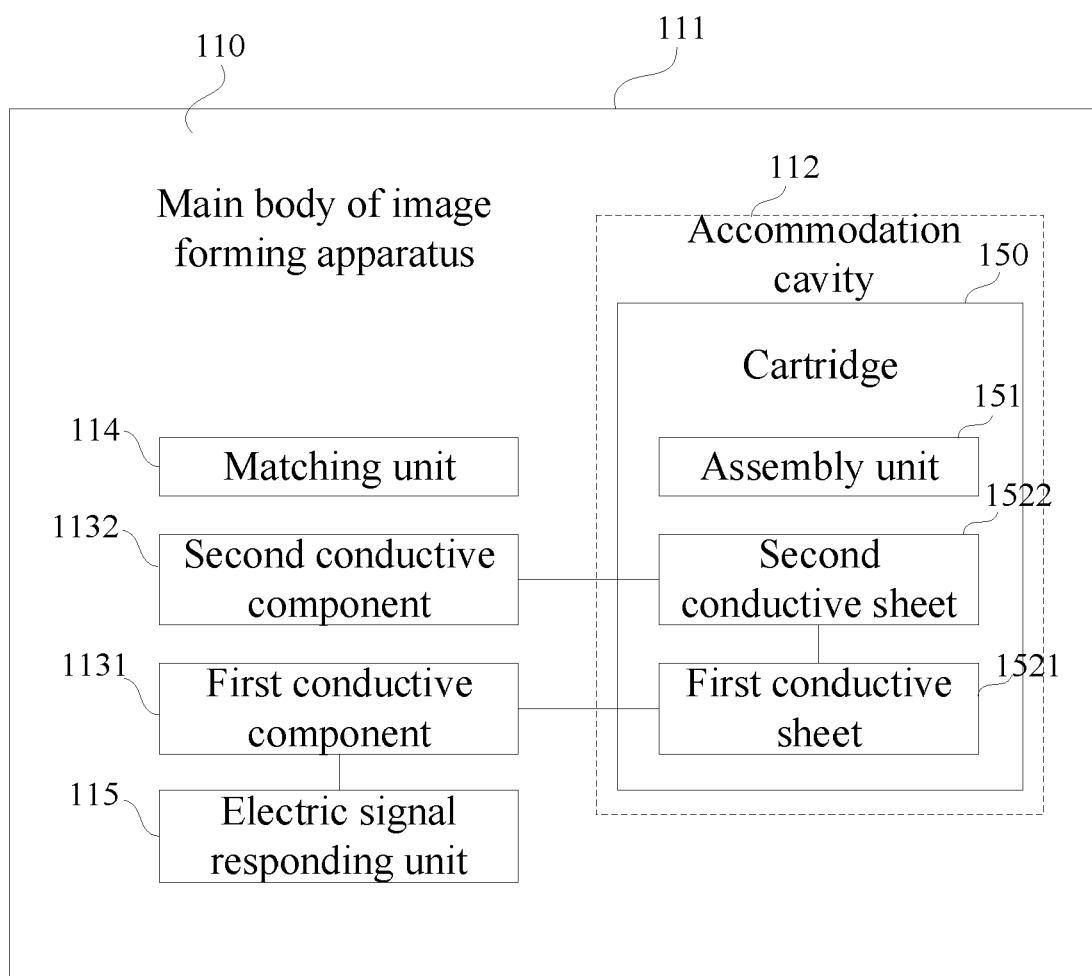 110
111
Main body of image
forming apparatus
112
Accommodation
cavity
150
Cartridge
114
Matching unit
151
Assembly unit
1132
Second conductive
component
1522
Second
conductive sheet
1131
First conductive
component
1521
First conductive
sheet
115
Electric signal
responding unit